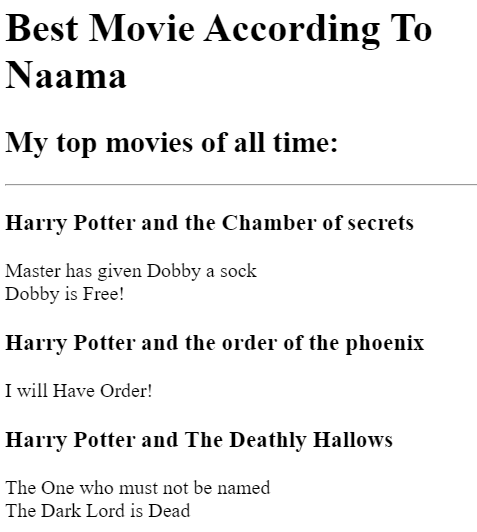 Best Movie According To
Naama
My top movies of all time:
Harry Potter and the Chamber of secrets
Master has given Dobby a sock
Dobby is Free!
Harry Potter and the order of the phoenix
I will Have Order!
Harry Potter and The Deathly Hallows
The One who must not be named
The Dark Lord is Dead